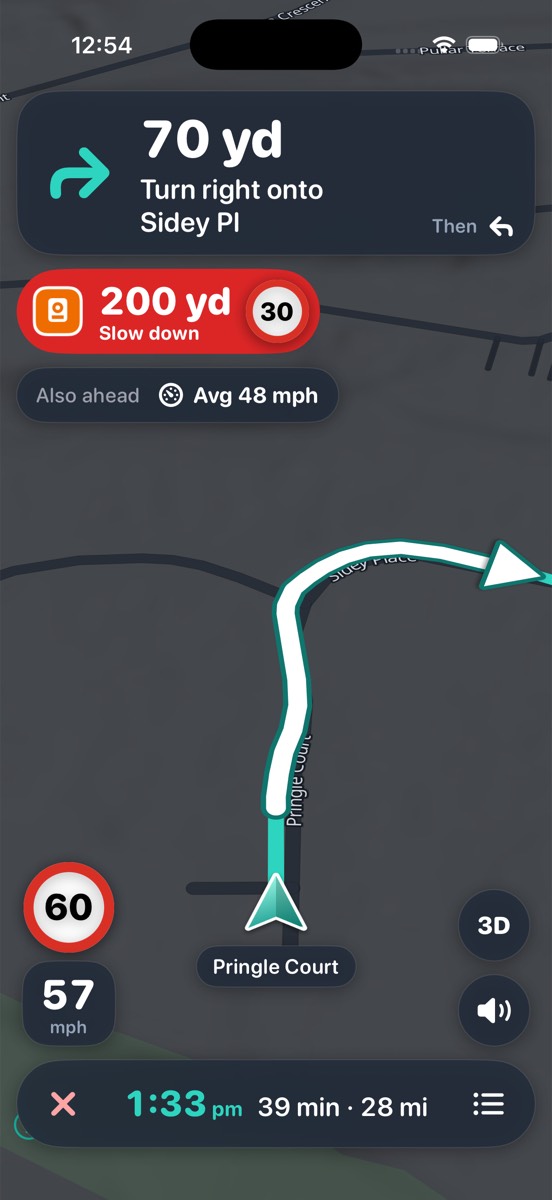 Crescen
12:54
70 yd
Turn right onto
Sidey Pl
Then
200 yd
Slow down
30
Also ahead
Avg 48 mph
Sidey Place
Pringle Court
60
57
mph
Pringle Court
3D
1:33 pm
39 min · 28 mi